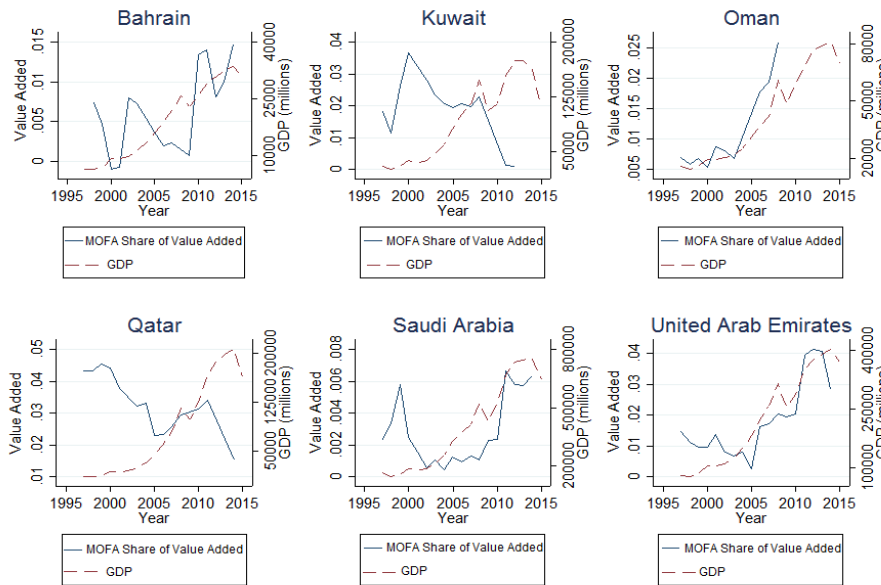 Bahrain
Value Added
0 .005 .01 .015
10000 25000 40000
GDP (millions)
1995 2000 2005 2010 2015
Year
MOFA Share of Value Added
GDP
Kuwait
Value Added
0 .01 .02 .03 .04
50000 125000 200000
GDP (millions)
1995 2000 2005 2010 2015
Year
MOFA Share of Value Added
GDP
Oman
Value Added
.005 .01 .015 .02 .025
20000 50000 80000
GDP (millions)
1995 2000 2005 2010 2015
Year
MOFA Share of Value Added
GDP
Qatar
Value Added
.01 .02 .03 .04 .05
50000 125000 200000
GDP (millions)
1995 2000 2005 2010 2015
Year
MOFA Share of Value Added
GDP
Saudi Arabia
Value Added
0 .002 .004 .006 .008
200000 500000 800000
GDP (millions)
1995 2000 2005 2010 2015
Year
MOFA Share of Value Added
GDP
United Arab Emirates
Value Added
0 .01 .02 .03 .04
100000 250000 400000
GDP (millions)
1995 2000 2005 2010 2015
Year
MOFA Share of Value Added
GDP